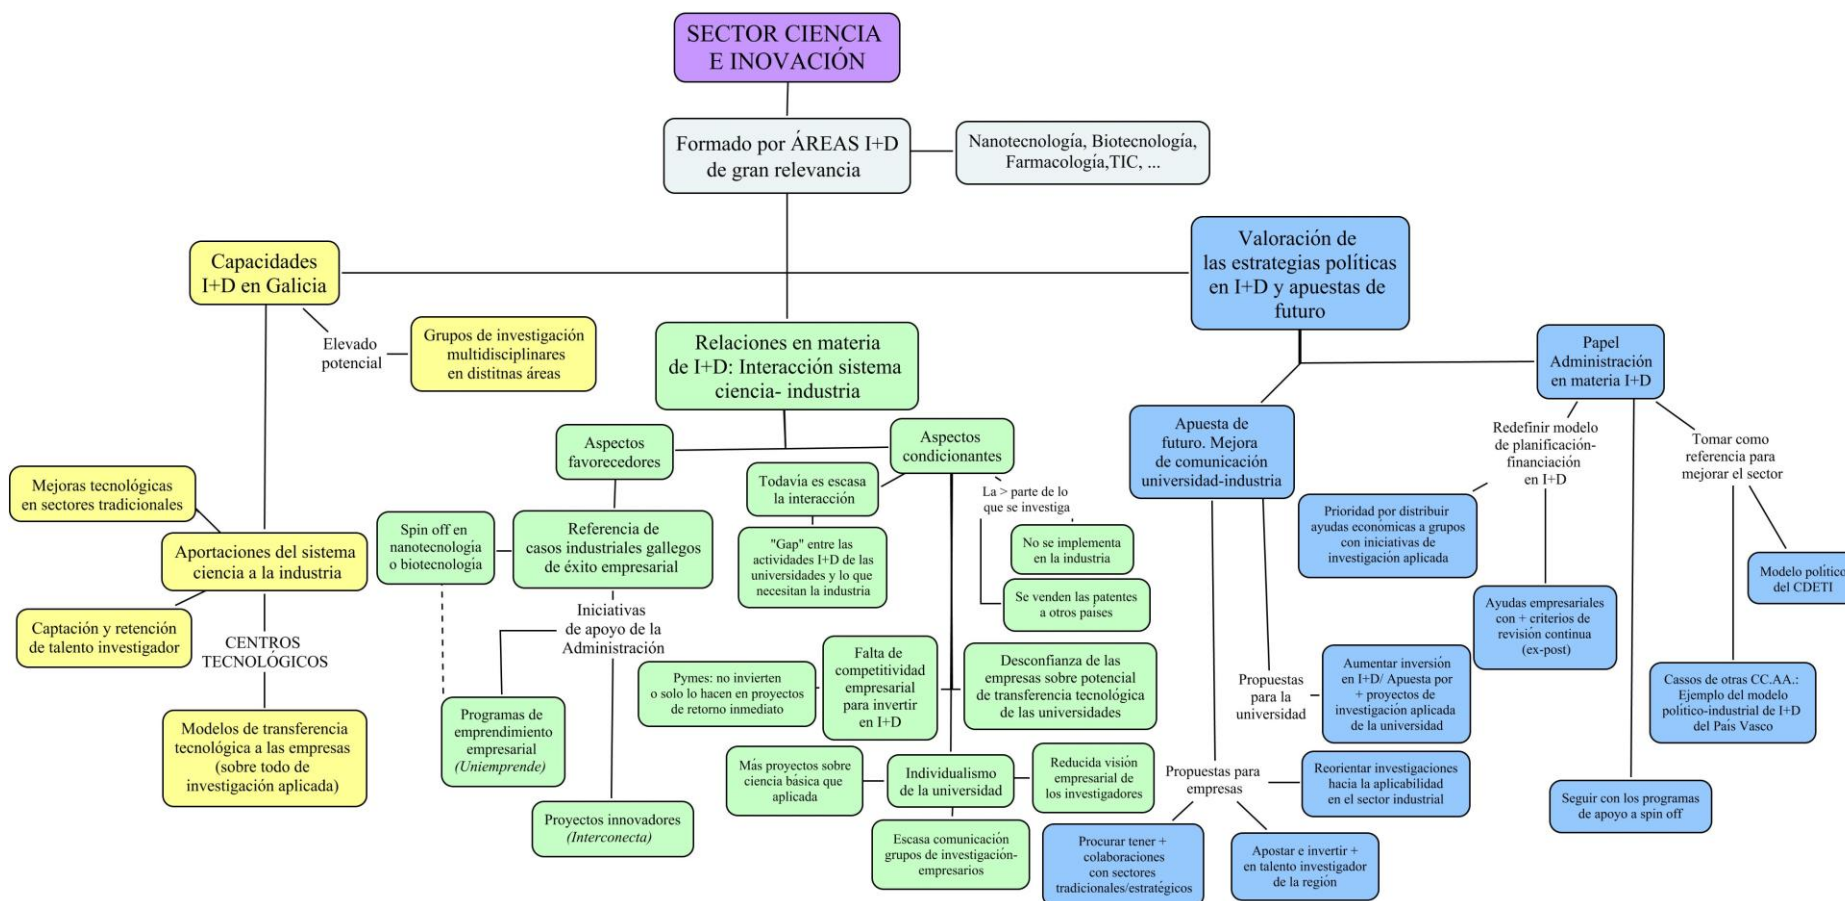 SECTOR CIENCIA
E INOVACIÓN
Formado por ÁREAS I+D
de gran relevancia
Nanotecnología, Biotecnología,
Farmacología,TIC, ...
Capacidades
I+D en Galicia
Elevado
potencial
Grupos de investigación
multidisciplinares
en distitnas áreas
Mejoras tecnológicas
en sectores tradicionales
Aportaciones del sistema
ciencia a la industria
Captación y retención
de talento investigador
CENTROS
TECNOLÓGICOS
Modelos de transferencia
tecnológica a las empresas
(sobre todo de
investigación aplicada)
Relaciones en materia
de I+D: Interacción sistema
ciencia- industria
Aspectos
favorecedores
Referencia de
casos industriales gallegos
de éxito empresarial
Spin off en
nanotecnología
o biotecnología
Iniciativas
de apoyo de la
Administración
Programas de
emprendimiento
empresarial
(Uniemprende)
Proyectos innovadores
(Interconecta)
Aspectos
condicionantes
Todavia es escasa
la interacción
"Gap" entre las
actividades I+D de las
universidades y lo que
necesitan la industria
La > parte de lo
que se investiga
No se implementa
en la industria
Se venden las patentes
a otros países
Pymes: no invierten
o solo lo hacen en proyectos
de retorno inmediato
Falta de
competitividad
empresarial
para invertir
en I+D
Desconfianza de las
empresas sobre potencial
de transferencia tecnológica
de las universidades
Más proyectos sobre
ciencia básica que
aplicada
Individualismo
de la universidad
Reducida visión
empresarial de
los investigadores
Escasa comunicación
grupos de investigación-
empresarios
Valoración de
las estrategias políticas
en I+D y apuestas de
futuro
Apuesta de
futuro. Mejora
de comunicación
universidad-industria
Propuestas
para la
universidad
Aumentar inversión
en I+D/ Apuesta por
+ proyectos de
investigación aplicada
de la universidad
Propuestas para
empresas
Reorientar investigaciones
hacia la aplicabilidad
en el sector industrial
Procurar tener +
colaboraciones
con sectores
tradicionales/estratégicos
Apostar e invertir +
en talento investigador
de la región
Papel
Administración
en materia I+D
Redefinir modelo
de planificación-
financiación
en I+D
Prioridad por distribuir
ayudas económicas a grupos
con iniciativas de
investigación aplicada
Ayudas empresariales
con + criterios de
revisión continua
(ex-post)
Tomar como
referencia para
mejorar el sector
Modelo político
del CDETI
Cassos de otras CC.AA.:
Ejemplo del modelo
político-industrial de I+D
del País Vasco
Seguir con los programas
de apoyo a spin off